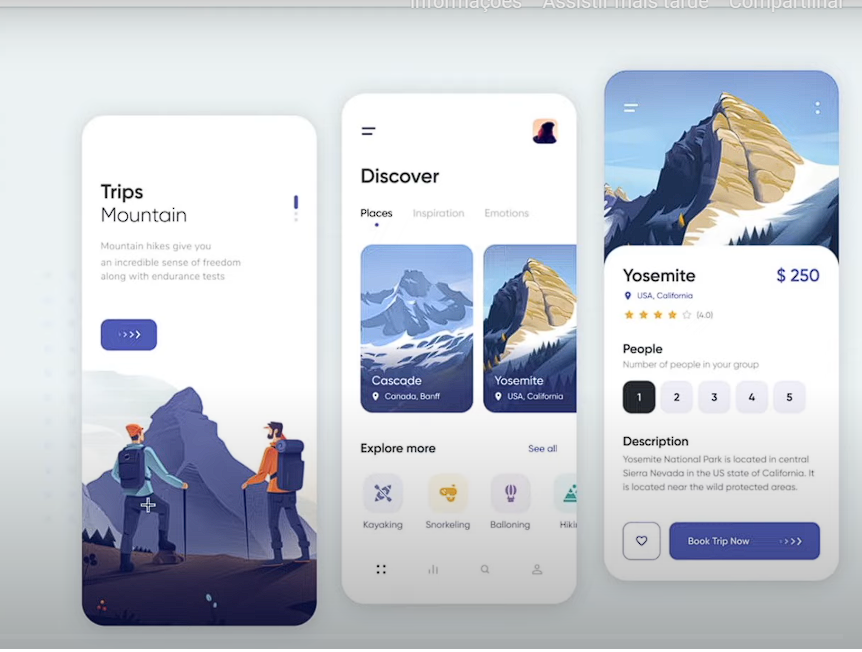 Informações Assistir mais tarde Compartilhar
Trips
Mountain
Mountain hikes give you
an incredible sense of freedom
along with endurance tests
Discover
Places Inspiration Emotions
Cascade
Canada, Banff
Yosemite
USA, California
Explore more See all
Kayaking Snorkeling Balloning Hikin
Yosemite $ 250
USA, California
(4.0)
People
Number of people in your group
1 2 3 4 5
Description
Yosemite National Park is located in central
Sierra Nevada in the US state of California. It
is located near the wild protected areas.
Book Trip Now